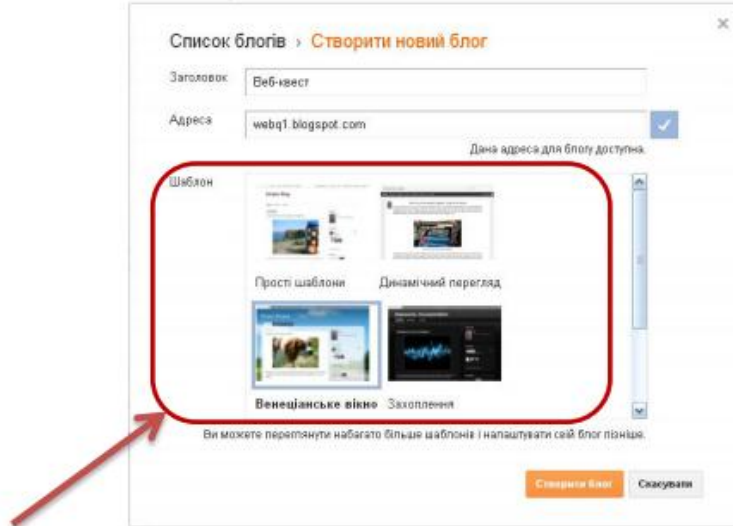 Список блогів › Створити новий блог
Заголовок Веб-квест
Адреса webq1.blogspot.com
Дана адреса для блогу доступна.
Шаблон
Прості шаблони Динамічний перегляд
Венеціанське вікно Захоплення
Ви можете переглянути набагато більше шаблонів і налаштувати свій блог пізніше.
Створити блог Скасувати